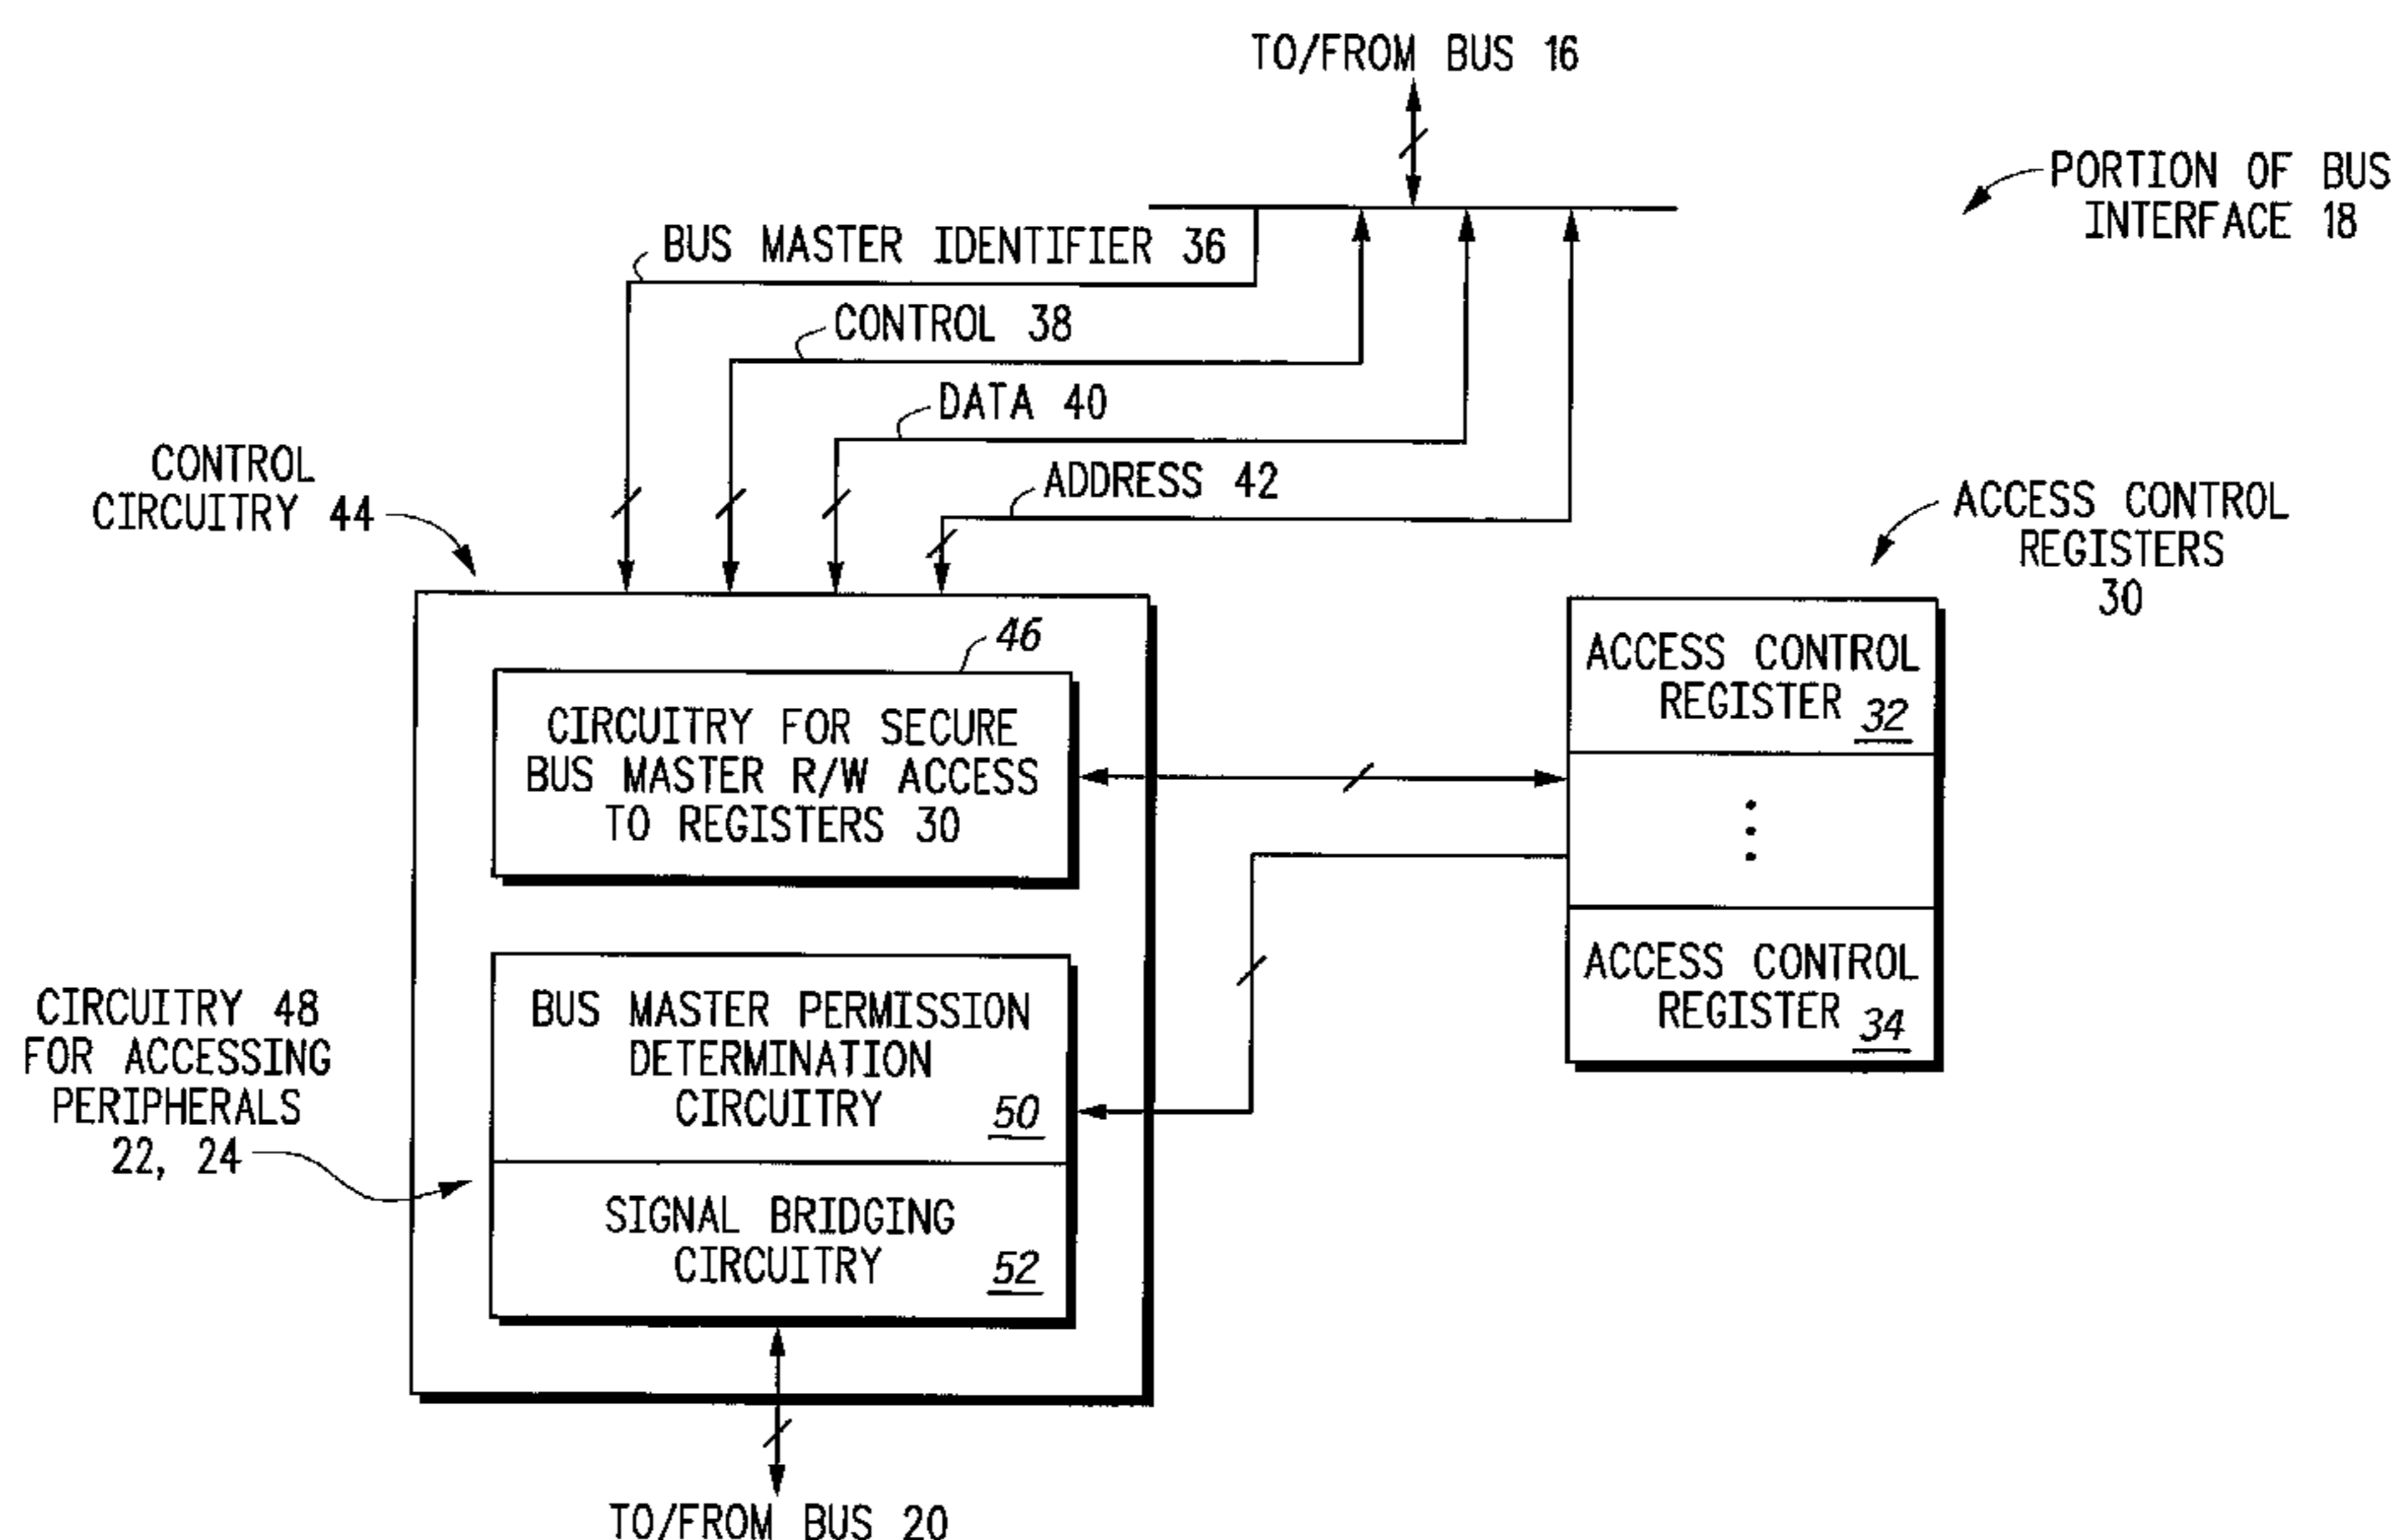 TO/FROM BUS 16
PORTION OF BUS
INTERFACE 18
BUS MASTER IDENTIFIER 36
CONTROL 38
DATA 40
ADDRESS 42
CONTROL
CIRCUITRY 44
ACCESS CONTROL
REGISTERS
30
46
CIRCUITRY FOR SECURE
BUS MASTER R/W ACCESS
TO REGISTERS 30
ACCESS CONTROL
REGISTER 32
ACCESS CONTROL
REGISTER 34
CIRCUITRY 48
FOR ACCESSING
PERIPHERALS
22, 24
BUS MASTER PERMISSION
DETERMINATION
CIRCUITRY 50
SIGNAL BRIDGING
CIRCUITRY 52
TO/FROM BUS 20